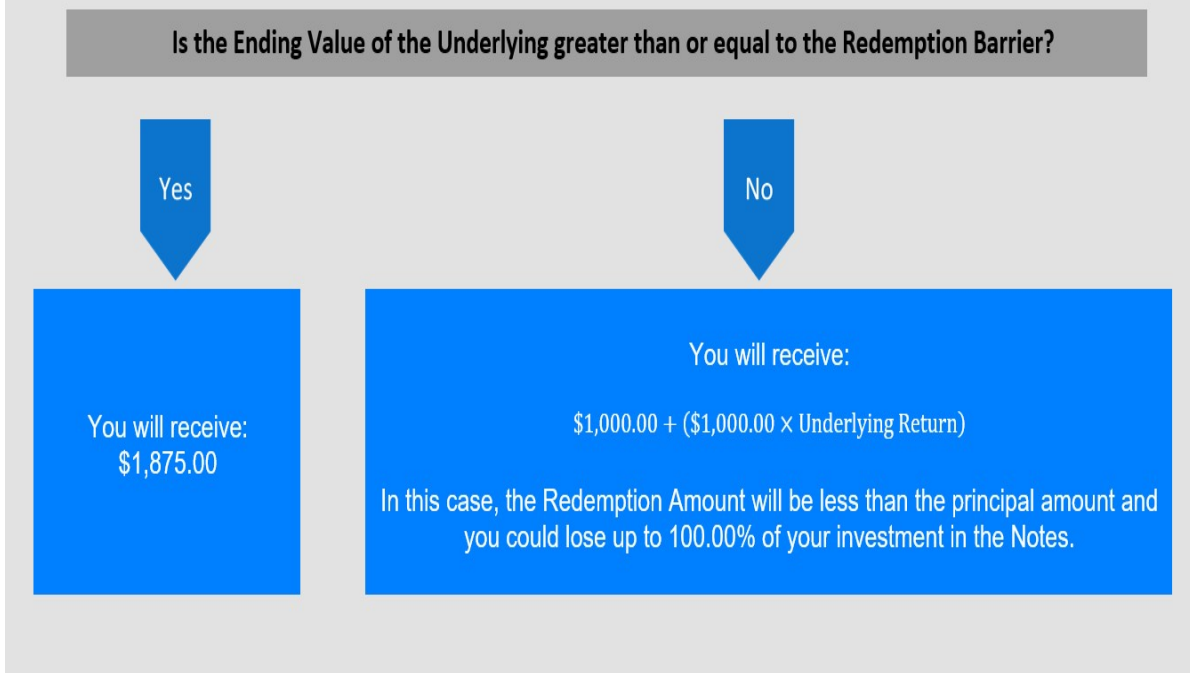 Is the Ending Value of the Underlying greater than or equal to the Redemption Barrier?
Yes
No
You will receive:
$1,875.00
You will receive:
$1,000.00 + ($1,000.00 × Underlying Return)
In this case, the Redemption Amount will be less than the principal amount and
you could lose up to 100.00% of your investment in the Notes.